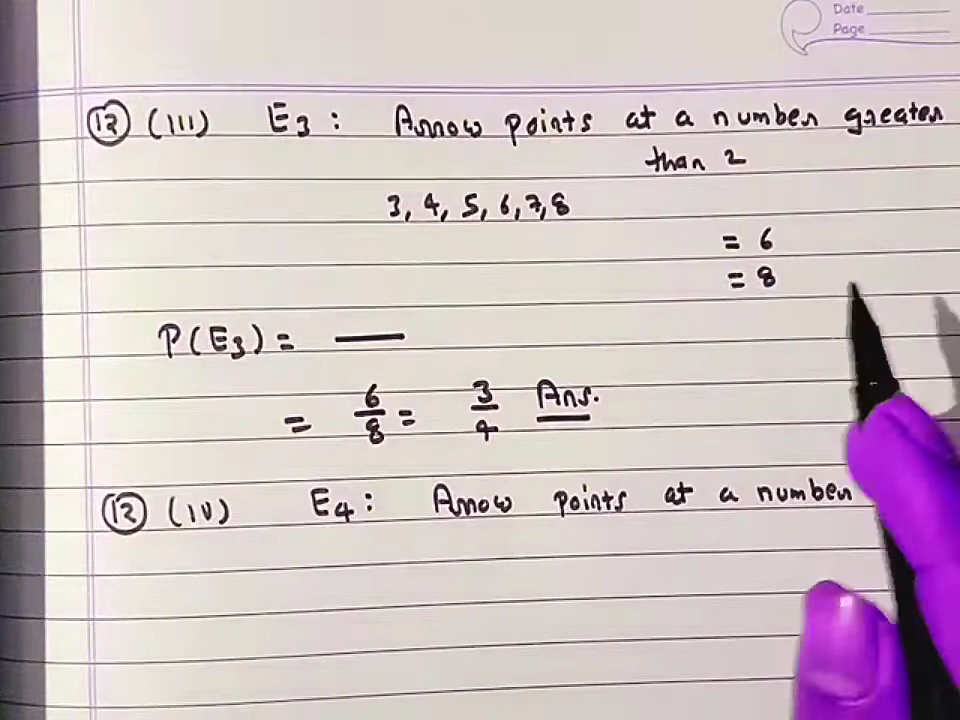 Date
Page
12 (III) E3 : Arrow points at a number greater
than 2
3, 4, 5, 6, 7, 8
= 6
= 8
P(E3) =
= 6/8 = 3/4 Ans.
12 (IV) E4 : Arrow points at a number